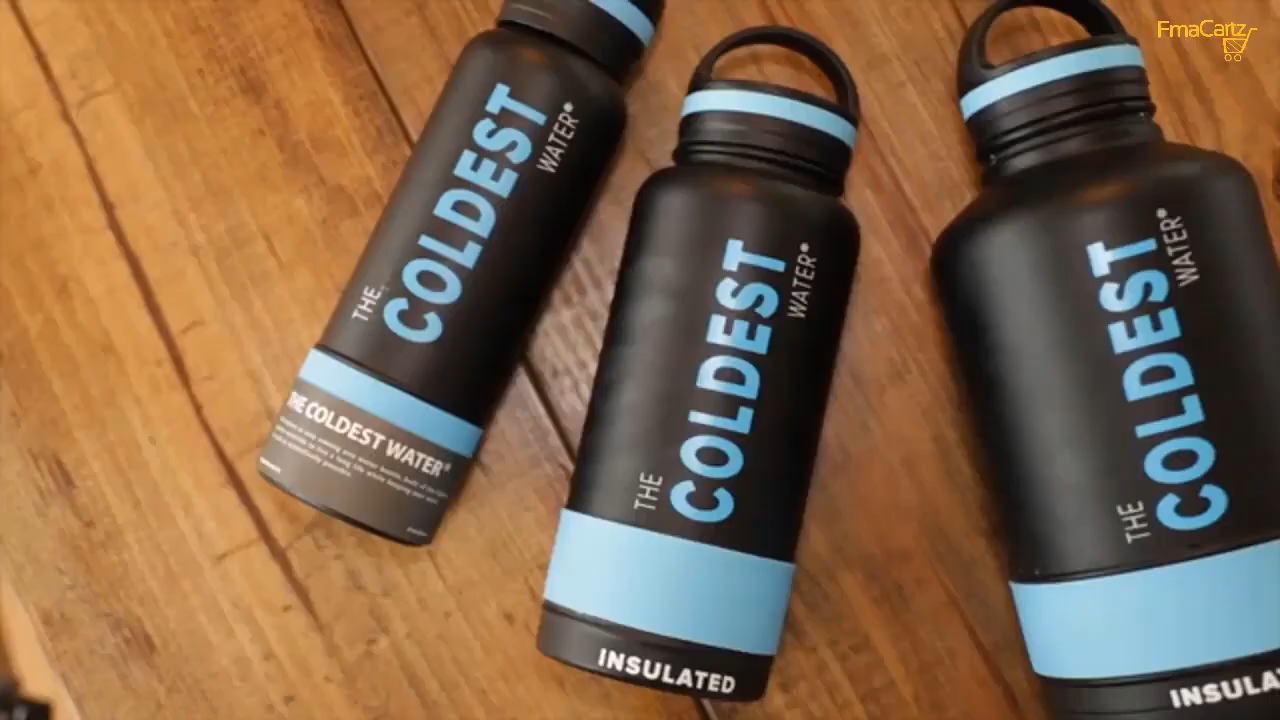 FmaCartz
THE
COLDEST
WATER®
THE COLDEST WATER®
THE
COLDEST
WATER®
INSULATED
THE
COLDEST
WATER®
INSULA